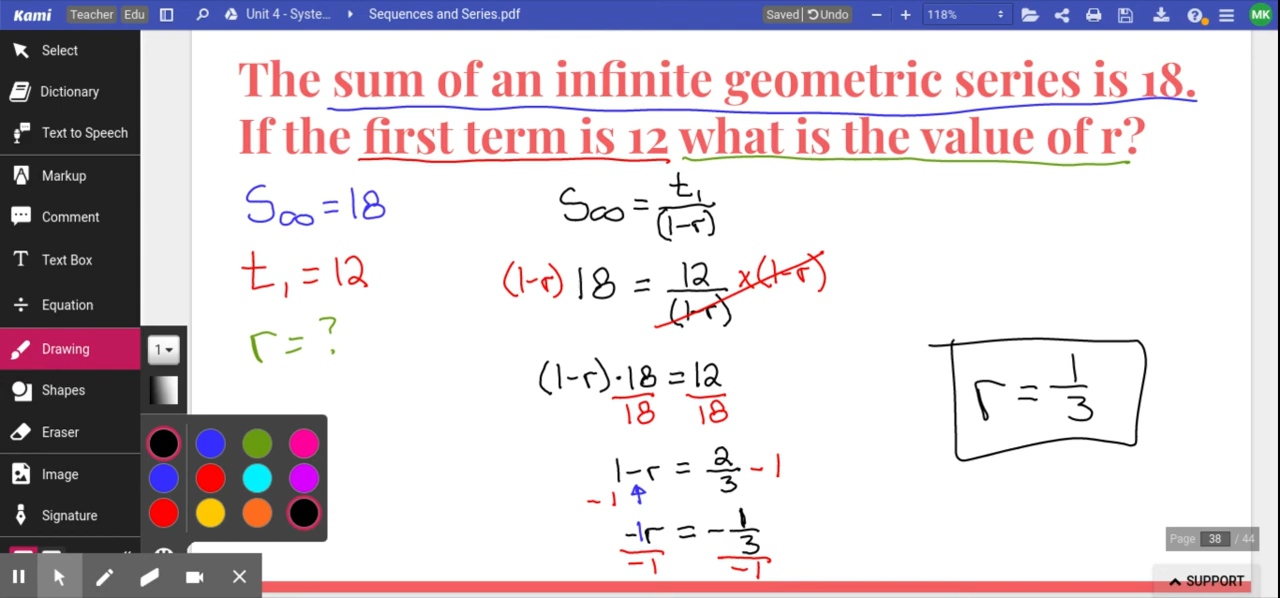 Kami Teacher Edu Unit 4 - Syste... Sequences and Series.pdf Saved Undo 118% MK
Select
Dictionary
Text to Speech
Markup
Comment
Text Box
Equation
Drawing
1
Shapes
Eraser
Image
Signature
The sum of an infinite geometric series is 18.
If the first term is 12 what is the value of r?
S∞ = 18
t₁ = 12
r = ?
S∞ = t₁/(1-r)
(1-r) 18 = 12/(1-r) x(1-r)
(1-r)·18/18 = 12/18
1-r = 2/3 -1
-1
-1r/-1 = -1/3/-1
r = 1/3
Page 38 / 44
SUPPORT